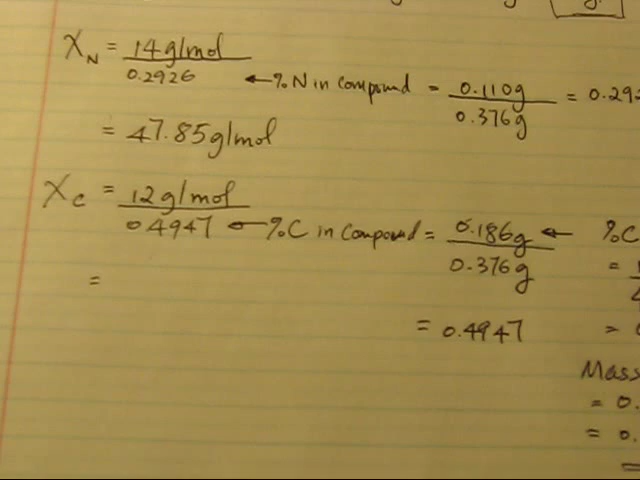 X_N = 14 g/mol / 0.2926 ← % N in compound = 0.110g / 0.376g = 0.292
= 47.85 g/mol
X_C = 12 g/mol / 0.4947 ← % C in compound = 0.186g / 0.376g ← % C
=
= 0.4947
Mass
= 0.
= 0.
=